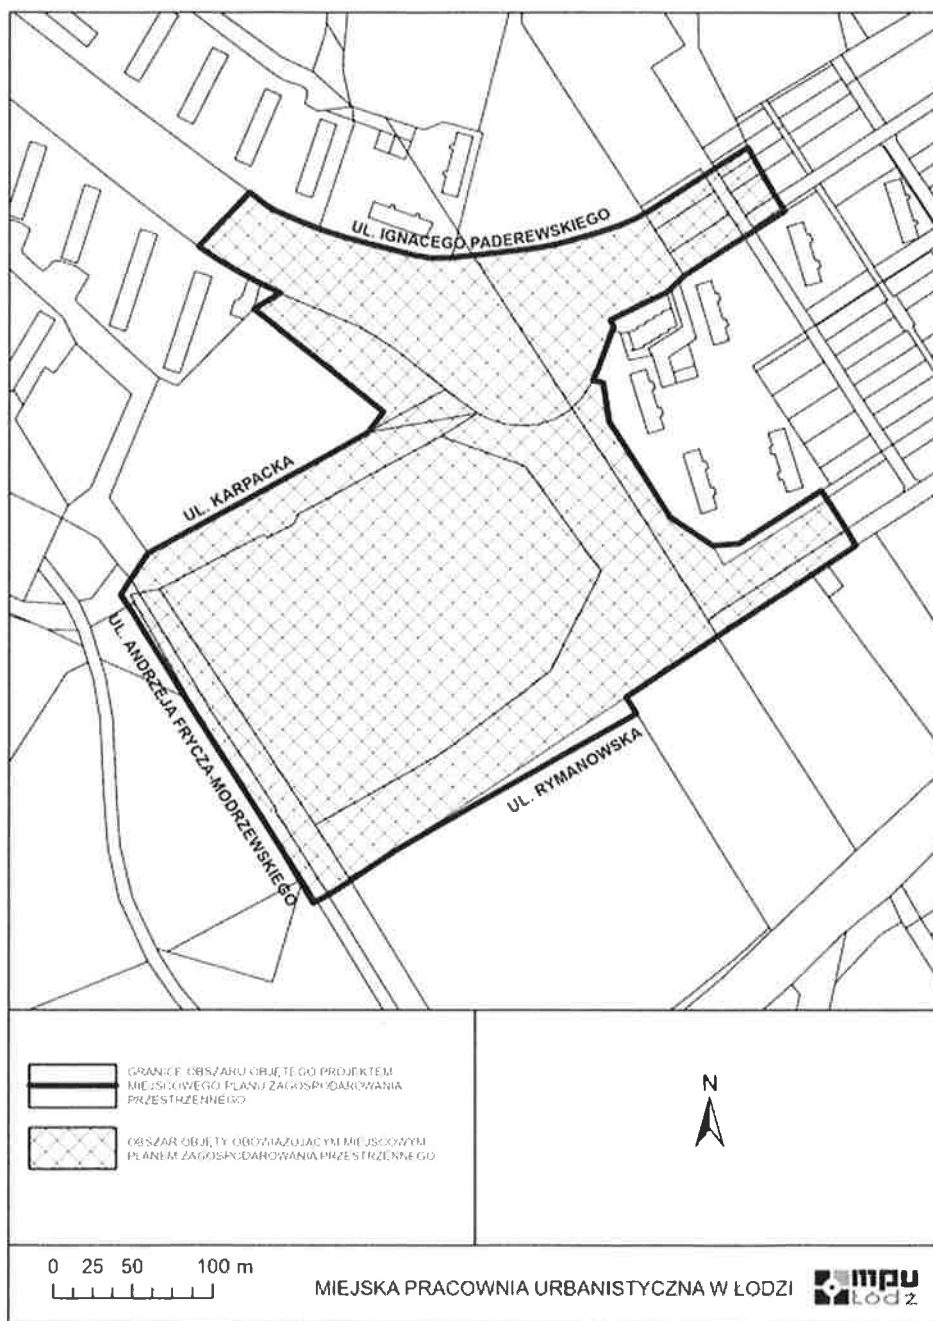 UL. IGNACEGO PADEREWSKIEGO
UL. KARPACKA
UL. ANDRZEJA FRYCZA-MODRZEWSKIEGO
UL. RYMANOWSKA
GRANICE OBSZARU OBJĘTEGO PROJEKTEM
MIEJSCOWEGO PLANU ZAGOSPODAROWANIA
PRZESTRZENNEGO
OBSZAR OBJĘTY OBOWIĄZUJĄCYM MIEJSCOWYM
PLANEM ZAGOSPODAROWANIA PRZESTRZENNEGO
N
0 25 50 100 m
MIEJSKA PRACOWNIA URBANISTYCZNA W ŁODZI
mpu
Łódź